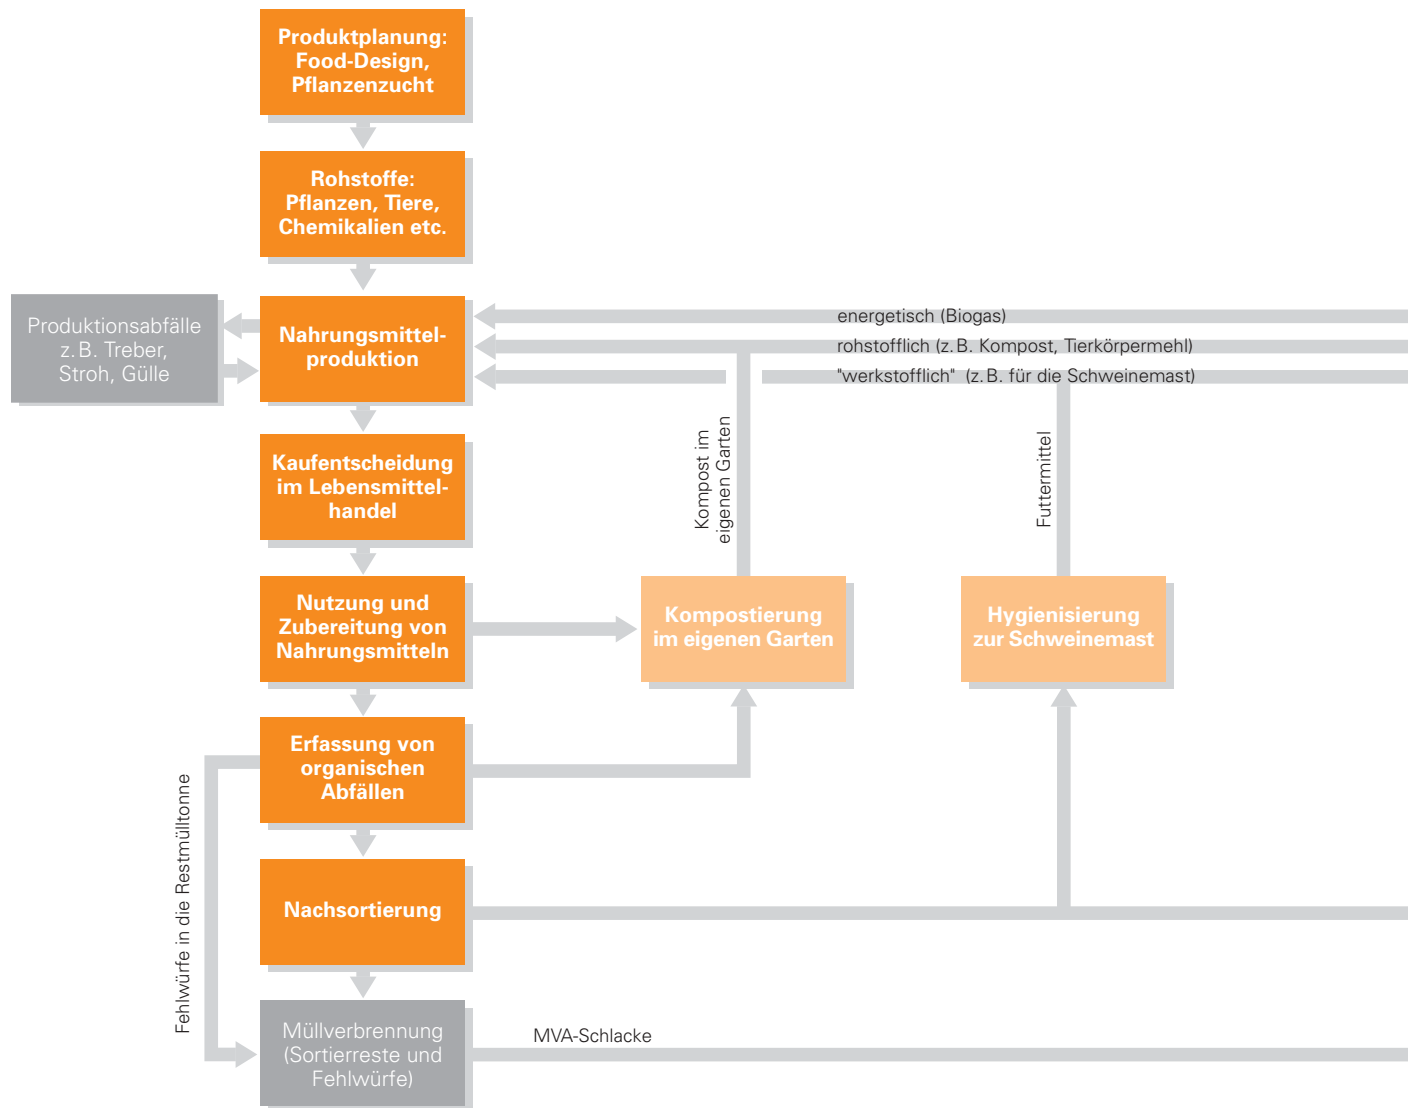 Produktplanung:
Food-Design,
Pflanzenzucht
Rohstoffe:
Pflanzen, Tiere,
Chemikalien etc.
Produktionsabfälle
z. B. Treber,
Stroh, Gülle
Nahrungsmittel-
produktion
energetisch (Biogas)
rohstofflich (z. B. Kompost, Tierkörpermehl)
"werkstofflich" (z. B. für die Schweinemast)
Kaufentscheidung
im Lebensmittel-
handel
Kompost im
eigenen Garten
Futtermittel
Nutzung und
Zubereitung von
Nahrungsmitteln
Kompostierung
im eigenen Garten
Hygienisierung
zur Schweinemast
Erfassung von
organischen
Abfällen
Fehlwürfe in die Restmülltonne
Nachsortierung
Müllverbrennung
(Sortierreste und
Fehlwürfe)
MVA-Schlacke